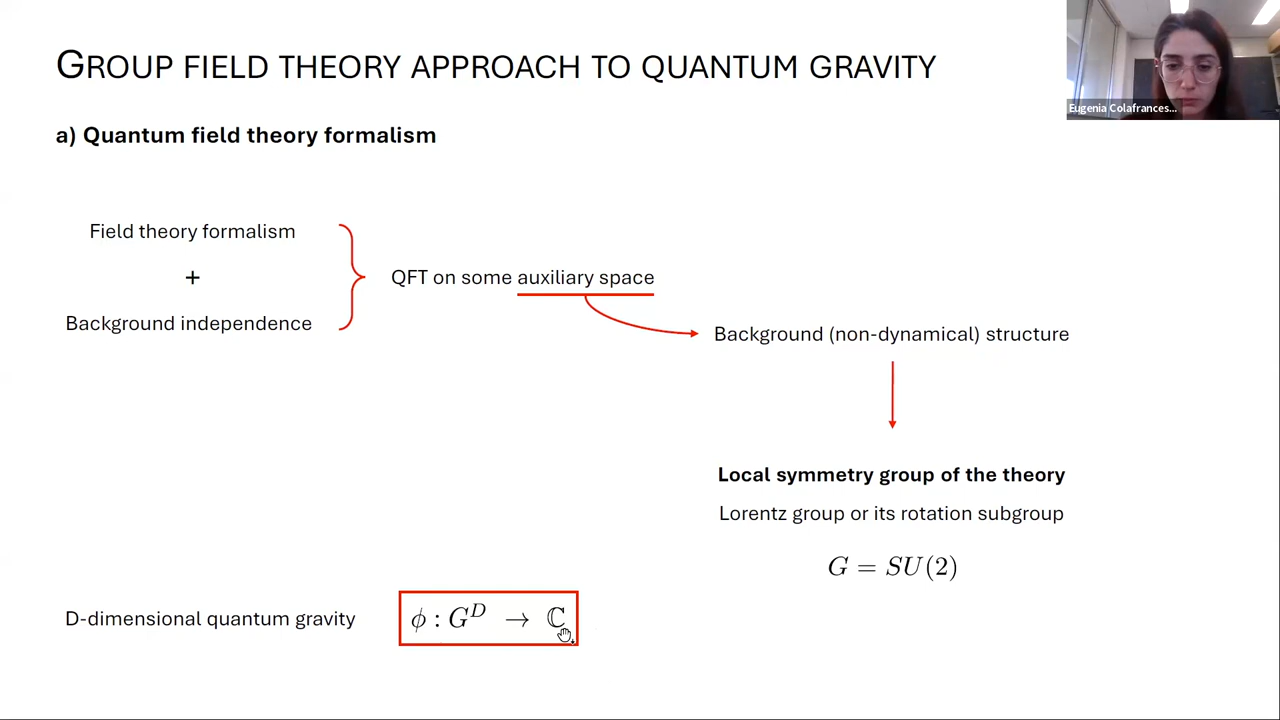 GROUP FIELD THEORY APPROACH TO QUANTUM GRAVITY
Eugenia Colafrances...
a) Quantum field theory formalism
Field theory formalism
+
Background independence
QFT on some auxiliary space
Background (non-dynamical) structure
Local symmetry group of the theory
Lorentz group or its rotation subgroup
G = SU(2)
D-dimensional quantum gravity
ϕ : G^D → ℂ